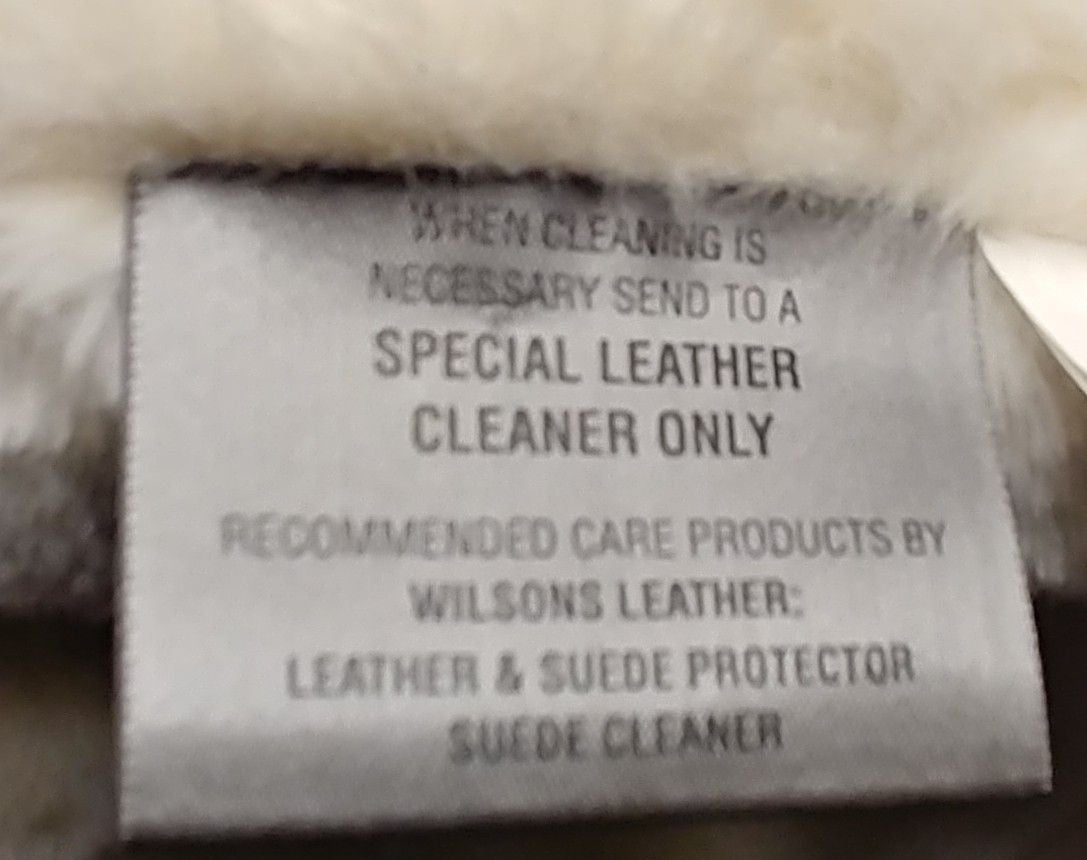 WHEN CLEANING IS
NECESSARY SEND TO A
SPECIAL LEATHER
CLEANER ONLY
RECOMMENDED CARE PRODUCTS BY
WILSONS LEATHER:
LEATHER & SUEDE PROTECTOR
SUEDE CLEANER